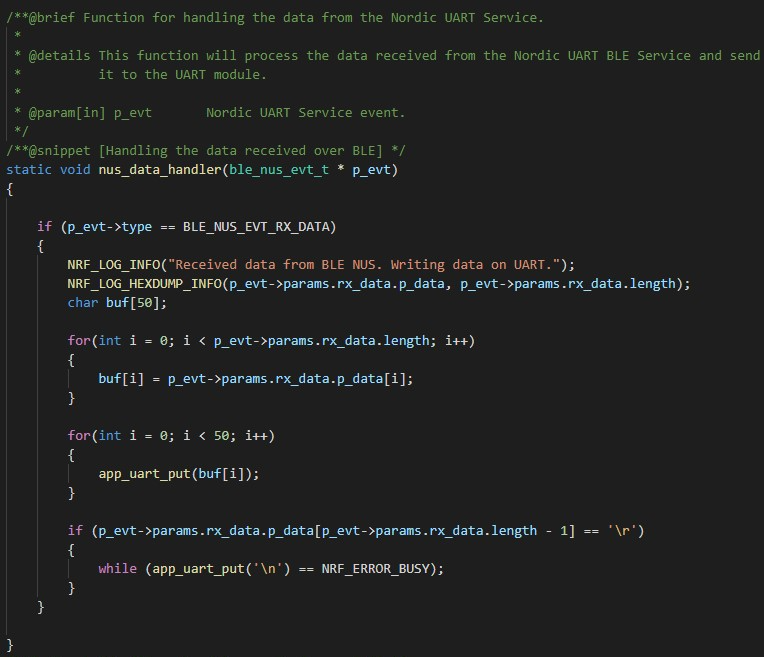 /**@brief Function for handling the data from the Nordic UART Service.
 *
 * @details This function will process the data received from the Nordic UART BLE Service and send
 *          it to the UART module.
 *
 * @param[in] p_evt       Nordic UART Service event.
 */
/**@snippet [Handling the data received over BLE] */
static void nus_data_handler(ble_nus_evt_t * p_evt)
{

    if (p_evt->type == BLE_NUS_EVT_RX_DATA)
    {
        NRF_LOG_INFO("Received data from BLE NUS. Writing data on UART.");
        NRF_LOG_HEXDUMP_INFO(p_evt->params.rx_data.p_data, p_evt->params.rx_data.length);
        char buf[50];

        for(int i = 0; i < p_evt->params.rx_data.length; i++)
        {
            buf[i] = p_evt->params.rx_data.p_data[i];
        }

        for(int i = 0; i < 50; i++)
        {
            app_uart_put(buf[i]);
        }

        if (p_evt->params.rx_data.p_data[p_evt->params.rx_data.length - 1] == '\r')
        {
            while (app_uart_put('\n') == NRF_ERROR_BUSY);
        }
    }

}